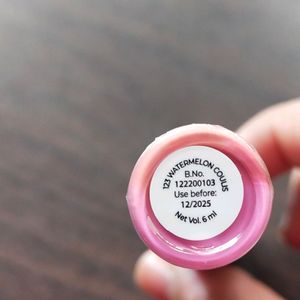 123 WATERMELON COULIS
B.No.
122200103
Use before:
12/2025
Net Vol. 6 ml